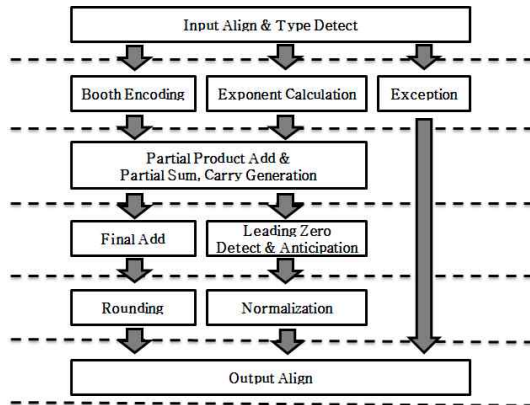 Input Align & Type Detect
Booth Encoding
Exponent Calculation
Exception
Partial Product Add &
Partial Sum, Carry Generation
Final Add
Leading Zero
Detect & Anticipation
Rounding
Normalization
Output Align